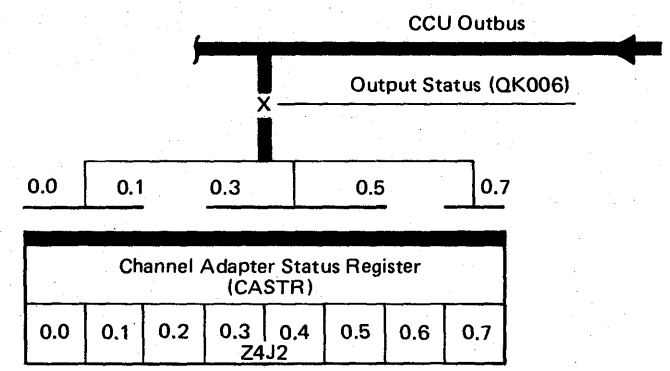 CCU Outbus
Output Status (QK006)
X
0.0 0.1 0.3 0.5 0.7
Channel Adapter Status Register
(CASTR)
0.0 0.1 0.2 0.3 0.4 0.5 0.6 0.7
Z4J2